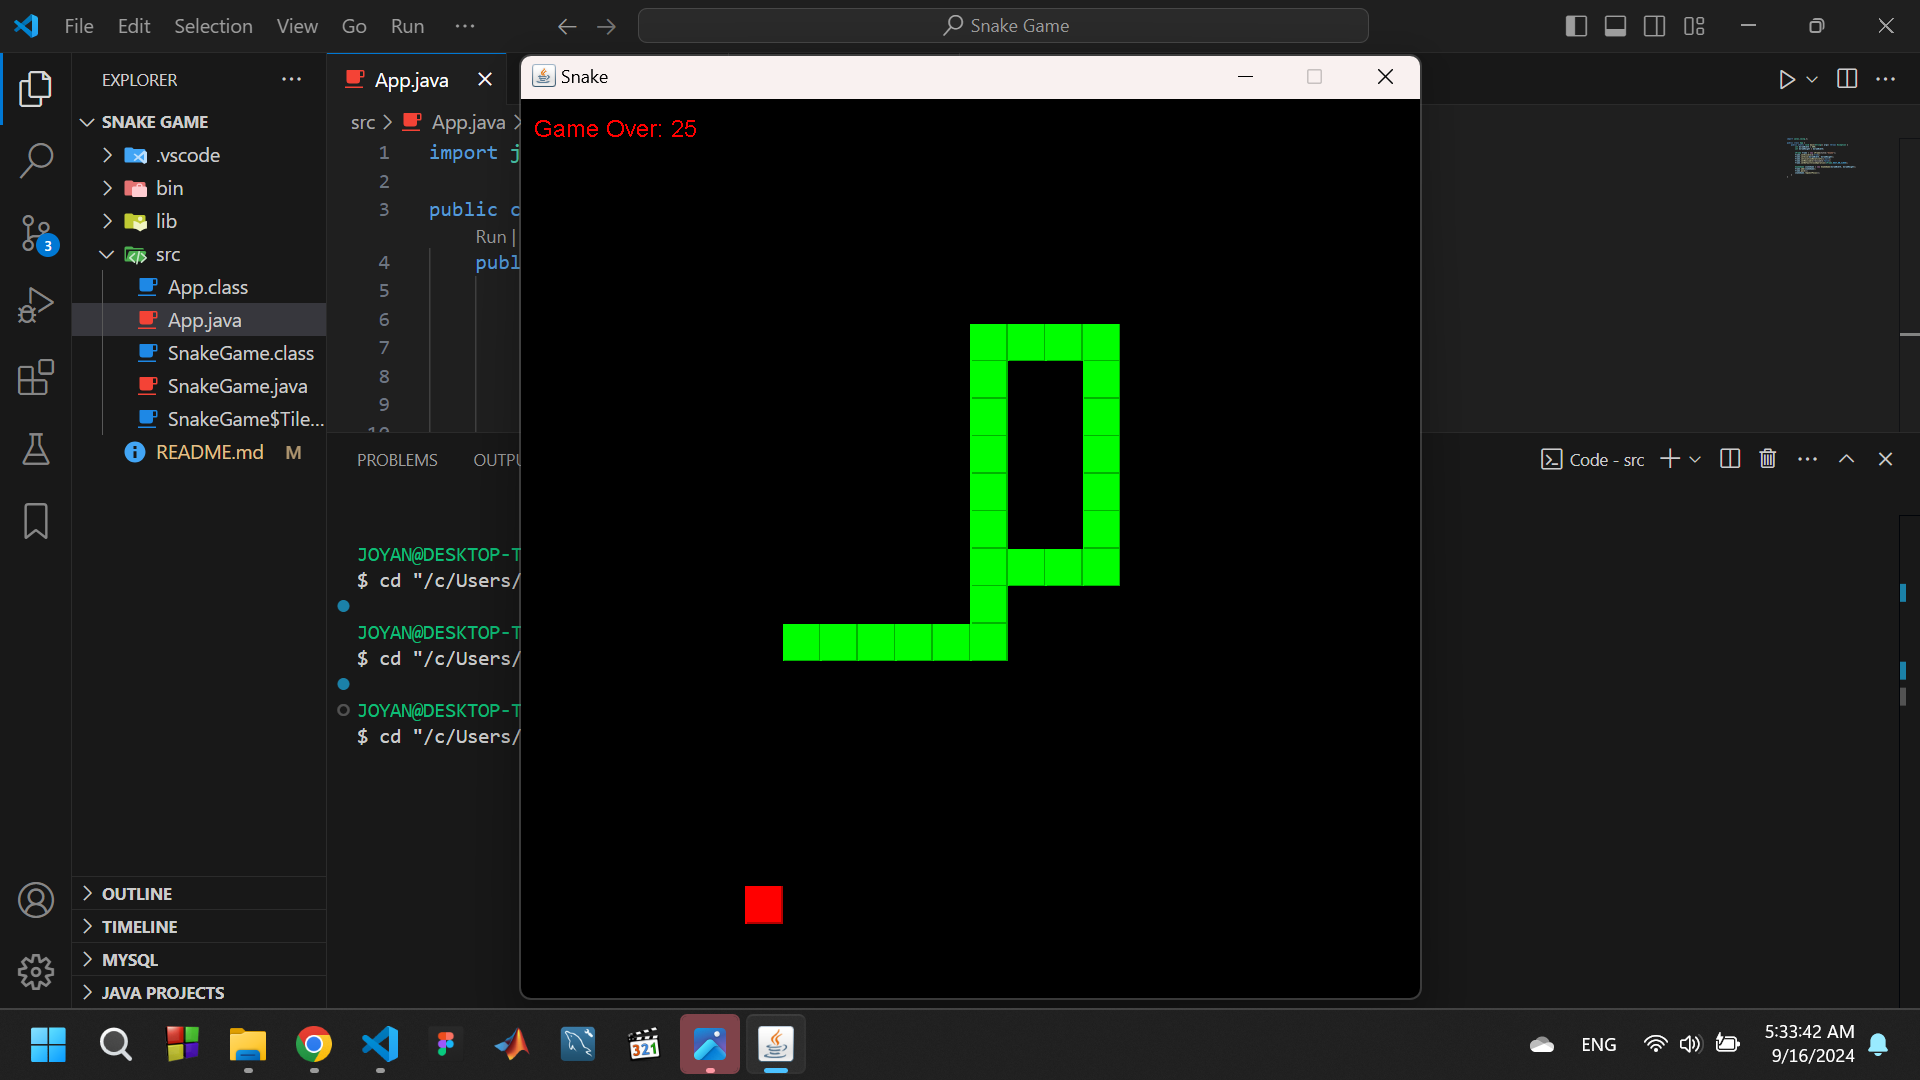 File Edit Selection View Go Run ···
Snake Game
EXPLORER ···
SNAKE GAME
.vscode
bin
lib
src
App.class
App.java
SnakeGame.class
SnakeGame.java
SnakeGame$Tile...
README.md M
3
OUTLINE
TIMELINE
MYSQL
JAVA PROJECTS
App.java
src > App.java >
1 import j
2
3 public c
Run |
4 publ
5
6
7
8
9
10
Snake
Game Over: 25
PROBLEMS OUTPU
Code - src
JOYAN@DESKTOP-T
$ cd "/c/Users/
JOYAN@DESKTOP-T
$ cd "/c/Users/
JOYAN@DESKTOP-T
$ cd "/c/Users/
321
ENG
5:33:42 AM
9/16/2024